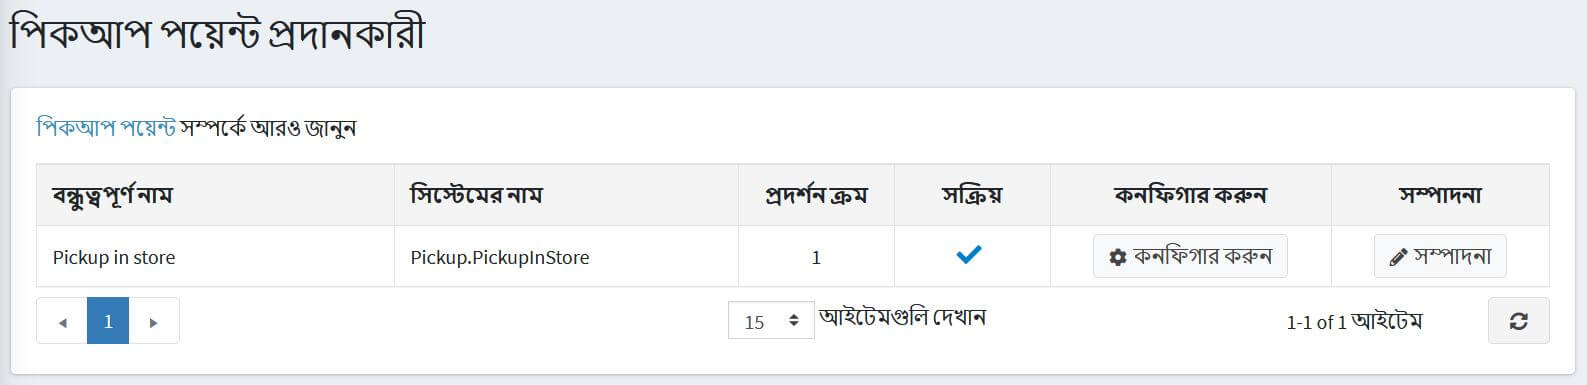 পিকআপ পয়েন্ট প্রদানকারী
পিকআপ পয়েন্ট সম্পর্কে আরও জানুন
বন্ধুত্বপূর্ণ নাম সিস্টেমের নাম প্রদর্শন ক্রম সক্রিয় কনফিগার করুন সম্পাদনা
Pickup in store Pickup.PickupInStore 1 কনফিগার করুন সম্পাদনা
1 15 আইটেমগুলি দেখান 1-1 of 1 আইটেম